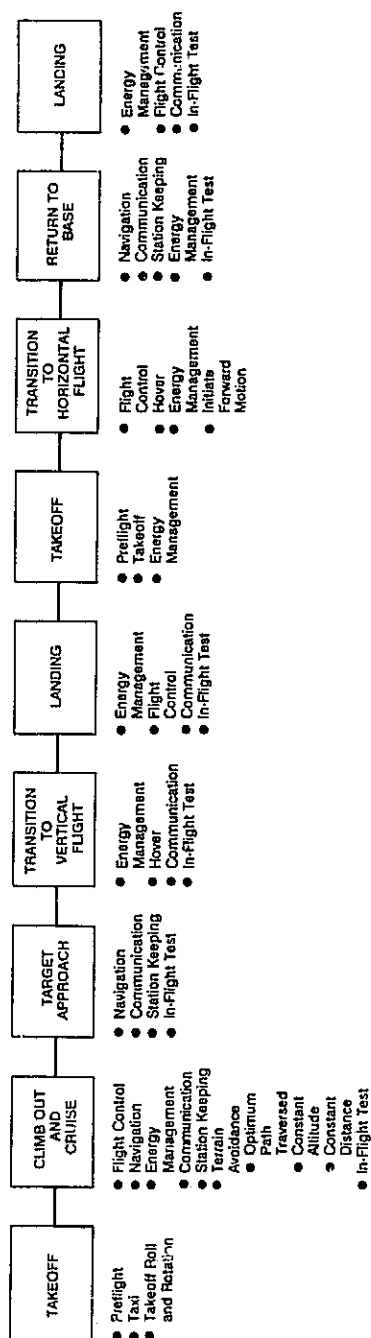 TAKEOFF
● Preflight
● Taxi
● Takeoff Roll
and Rotation
CLIMB OUT
AND
CRUISE
● Flight Control
● Navigation
● Energy
Management
● Communication
● Station Keeping
● Terrain
Avoidance
● Optimum
Path
Traversed
● Constant
Altitude
● Constant
Distance
● In-Flight Test
TARGET
APPROACH
● Navigation
● Communication
● Station Keeping
● In-Flight Test
TRANSITION
TO
VERTICAL
FLIGHT
● Energy
Management
● Hover
● Communication
● In-Flight Test
LANDING
● Energy
Management
● Flight
Control
● Communication
● In-Flight Test
TAKEOFF
● Preflight
● Takeoff
● Energy
Management
TRANSITION
TO
HORIZONTAL
FLIGHT
● Flight
Control
● Hover
● Energy
Management
● Initiate
Forward
Motion
RETURN TO
BASE
● Navigation
● Communication
● Station Keeping
● Energy
Management
● In-Flight Test
LANDING
● Energy
Management
● Flight Control
● Communication
● In-Flight Test